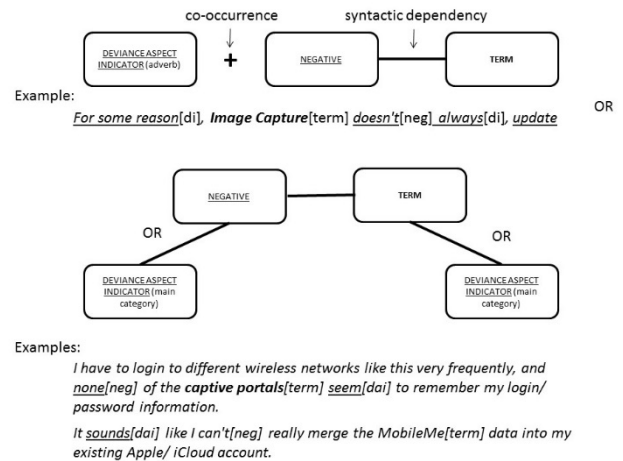 co-occurrence syntactic dependency
DEVIANCE ASPECT
INDICATOR (adverb)
+
NEGATIVE
TERM
Example:
OR
For some reason[di], Image Capture[term] doesn't[neg] always[di], update
NEGATIVE
TERM
OR
OR
DEVIANCE ASPECT
INDICATOR (main
category)
DEVIANCE ASPECT
INDICATOR (main
category)
Examples:
I have to login to different wireless networks like this very frequently, and
none[neg] of the captive portals[term] seem[dai] to remember my login/
password information.
It sounds[dai] like I can't[neg] really merge the MobileMe[term] data into my
existing Apple/ iCloud account.